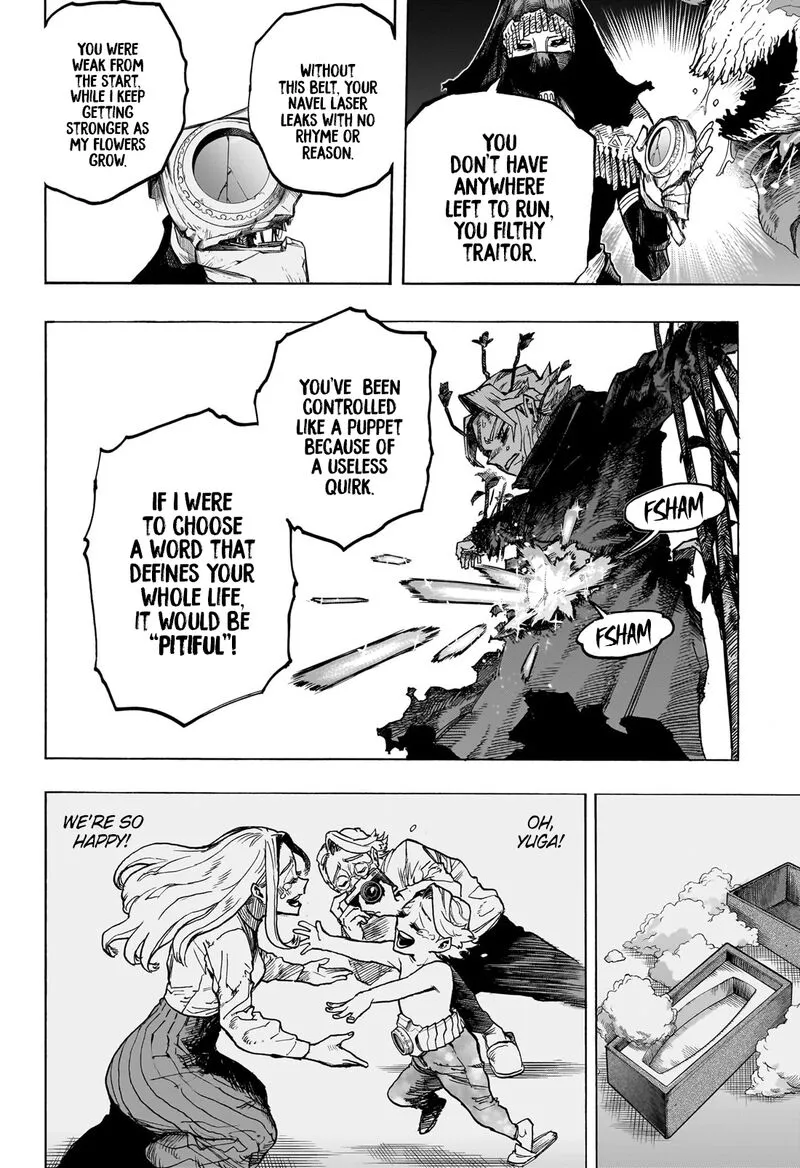 YOU
DON'T HAVE
ANYWHERE
LEFT TO RUN,
YOU FILTHY
TRAITOR.
WITHOUT
THIS BELT, YOUR
NAVEL LASER
LEAKS WITH NO
RHYME OR
REASON.
YOU WERE
WEAK FROM
THE START,
WHILE I KEEP
GETTING
STRONGER AS
MY FLOWERS
GROW.
FSHAM
FSHAM
YOU'VE BEEN
CONTROLLED
LIKE A PUPPET
BECAUSE OF
A USELESS
QUIRK.
IF I WERE
TO CHOOSE
A WORD THAT
DEFINES YOUR
WHOLE LIFE,
IT WOULD BE
"PITIFUL"!
OH,
YUGA!
WE'RE SO
HAPPY!